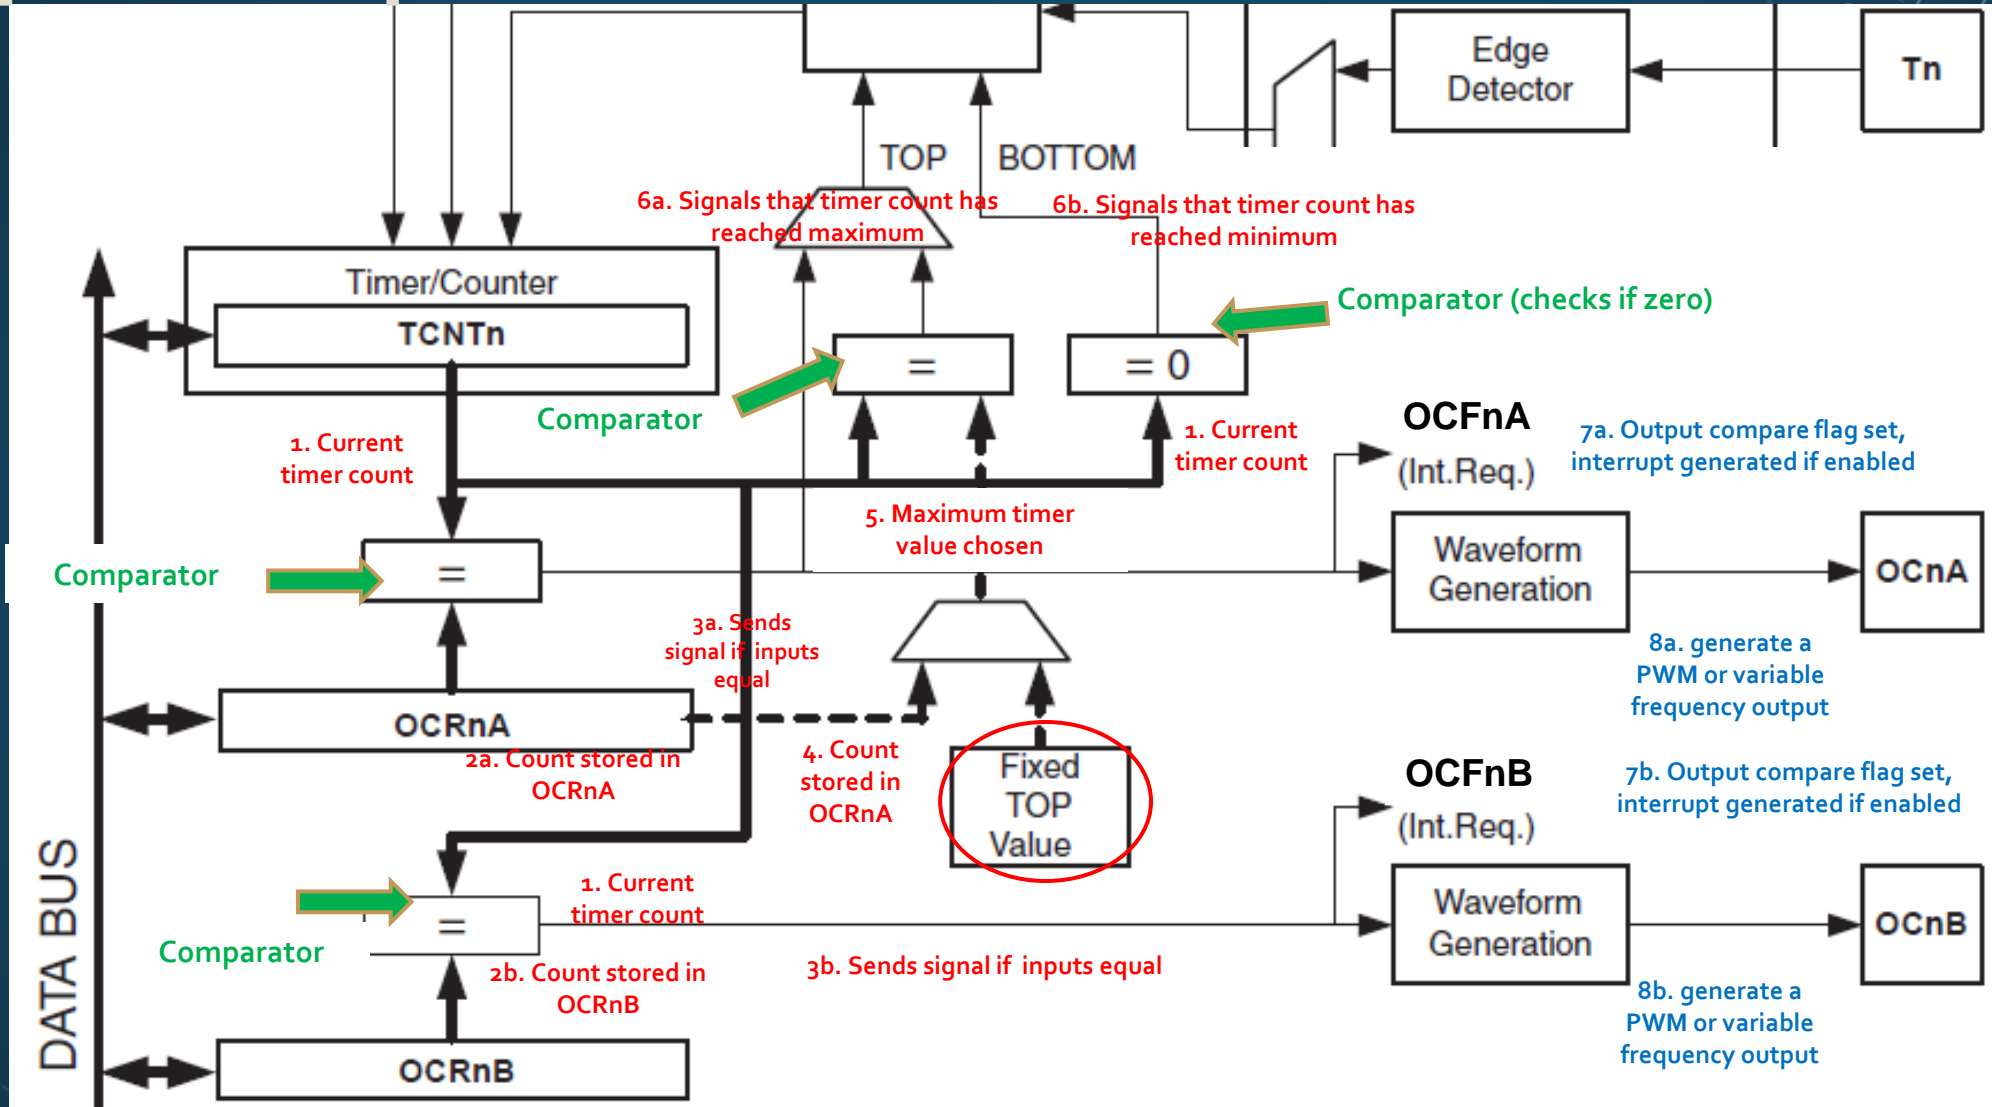 Edge
Detector
Tn
TOP
BOTTOM
6a. Signals that timer count has
reached maximum
6b. Signals that timer count has
reached minimum
Timer/Counter
TCNTn
Comparator (checks if zero)
=
= 0
Comparator
1. Current
timer count
1. Current
timer count
OCFnA
(Int.Req.)
7a. Output compare flag set,
interrupt generated if enabled
5. Maximum timer
value chosen
Comparator
=
Waveform
Generation
OCnA
3a. Sends
signal if inputs
equal
8a. generate a
PWM or variable
frequency output
OCRnA
2a. Count stored in
OCRnA
4. Count
stored in
OCRnA
Fixed
TOP
Value
OCFnB
(Int.Req.)
7b. Output compare flag set,
interrupt generated if enabled
DATA BUS
1. Current
timer count
=
Comparator
Waveform
Generation
OCnB
2b. Count stored in
OCRnB
3b. Sends signal if inputs equal
8b. generate a
PWM or variable
frequency output
OCRnB